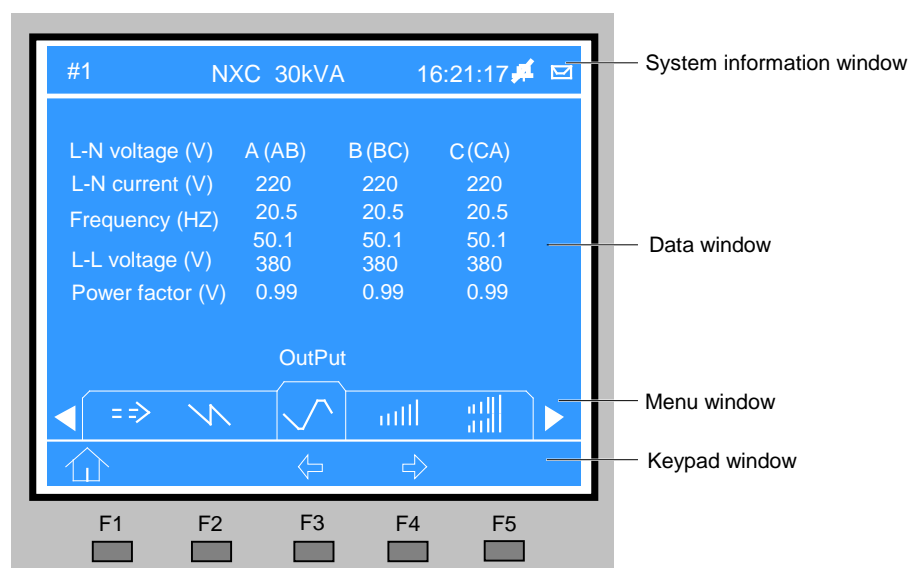 #1 NXC 30kVA 16:21:17
System information window
L-N voltage (V) A (AB) B (BC) C (CA)
L-N current (V) 220 220 220
Frequency (HZ) 20.5 20.5 20.5
50.1 50.1 50.1
Data window
L-L voltage (V) 380 380 380
Power factor (V) 0.99 0.99 0.99
OutPut
Menu window
Keypad window
F1 F2 F3 F4 F5